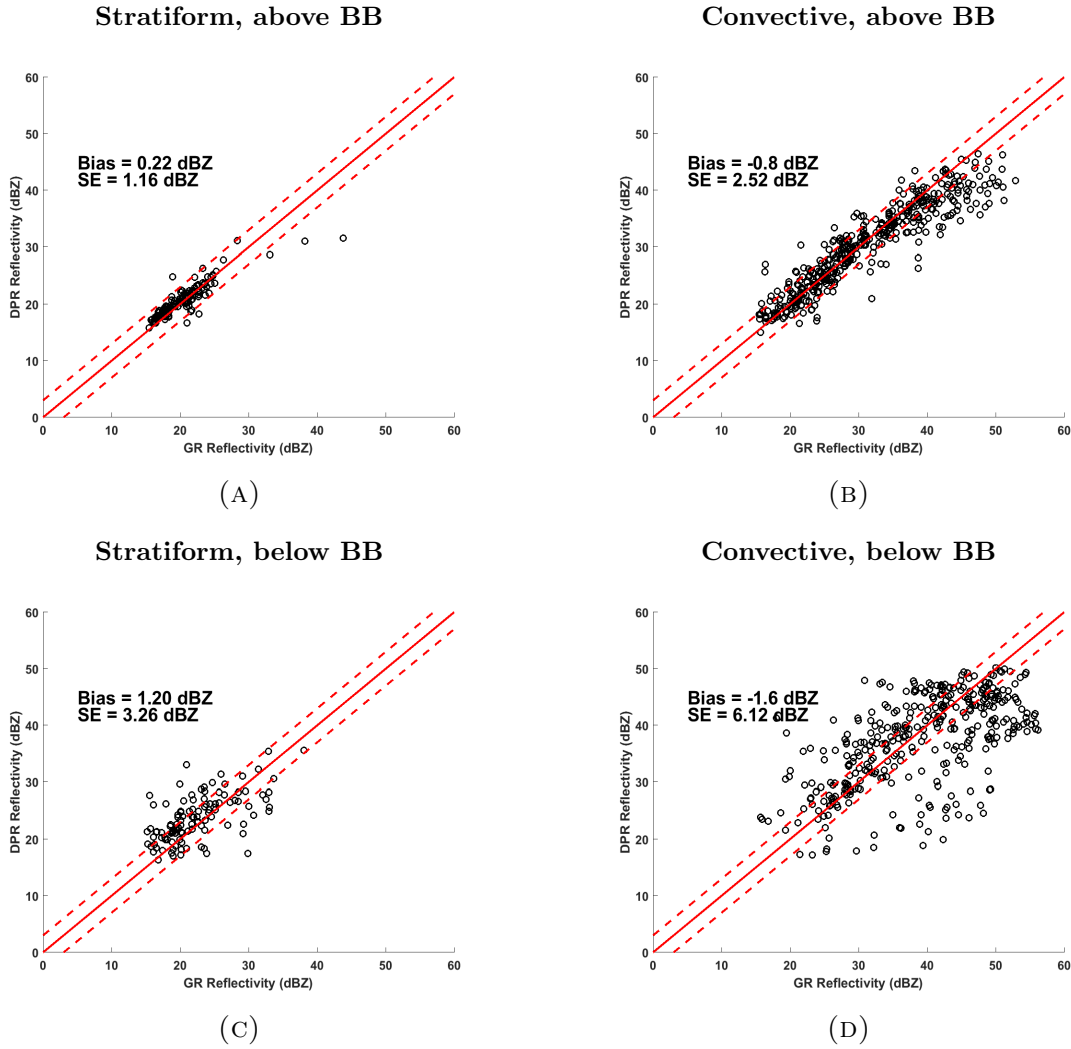 Stratiform, above BB
60
50
40
30
20
10
0
DPR Reflectivity (dBZ)
Bias = 0.22 dBZ
SE = 1.16 dBZ
0 10 20 30 40 50 60
GR Reflectivity (dBZ)
(A)
Convective, above BB
60
50
40
30
20
10
0
DPR Reflectivity (dBZ)
Bias = -0.8 dBZ
SE = 2.52 dBZ
0 10 20 30 40 50 60
GR Reflectivity (dBZ)
(B)
Stratiform, below BB
60
50
40
30
20
10
0
DPR Reflectivity (dBZ)
Bias = 1.20 dBZ
SE = 3.26 dBZ
0 10 20 30 40 50 60
GR Reflectivity (dBZ)
(C)
Convective, below BB
60
50
40
30
20
10
0
DPR Reflectivity (dBZ)
Bias = -1.6 dBZ
SE = 6.12 dBZ
0 10 20 30 40 50 60
GR Reflectivity (dBZ)
(D)